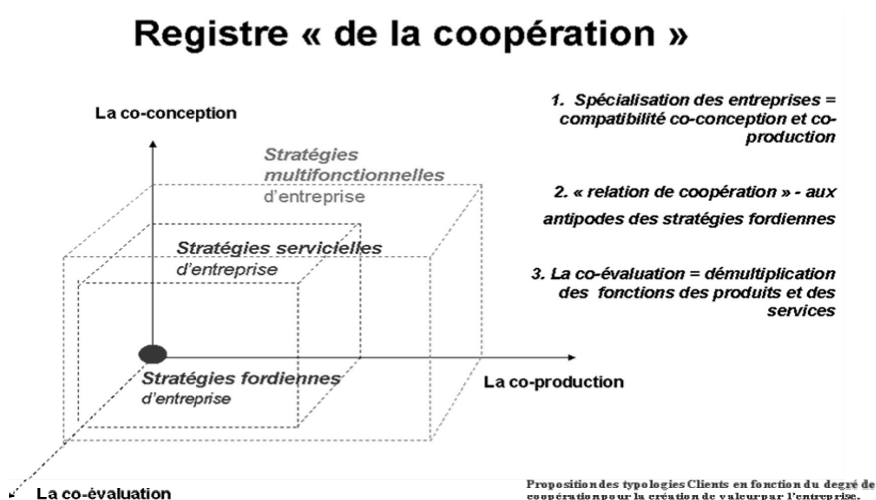 Registre « de la coopération »
La co-conception
Stratégies
multifonctionnelles
d'entreprise
Stratégies servicielles
d'entreprise
Stratégies fordiennes
d'entreprise
La co-production
La co-évaluation
1. Spécialisation des entreprises =
compatibilité co-conception et co-
production
2. « relation de coopération » - aux
antipodes des stratégies fordiennes
3. La co-évaluation = démultiplication
des fonctions des produits et des
services
Proposition des typologies Clients en fonction du degré de
coopération pour la création de valeur par l'entreprise.